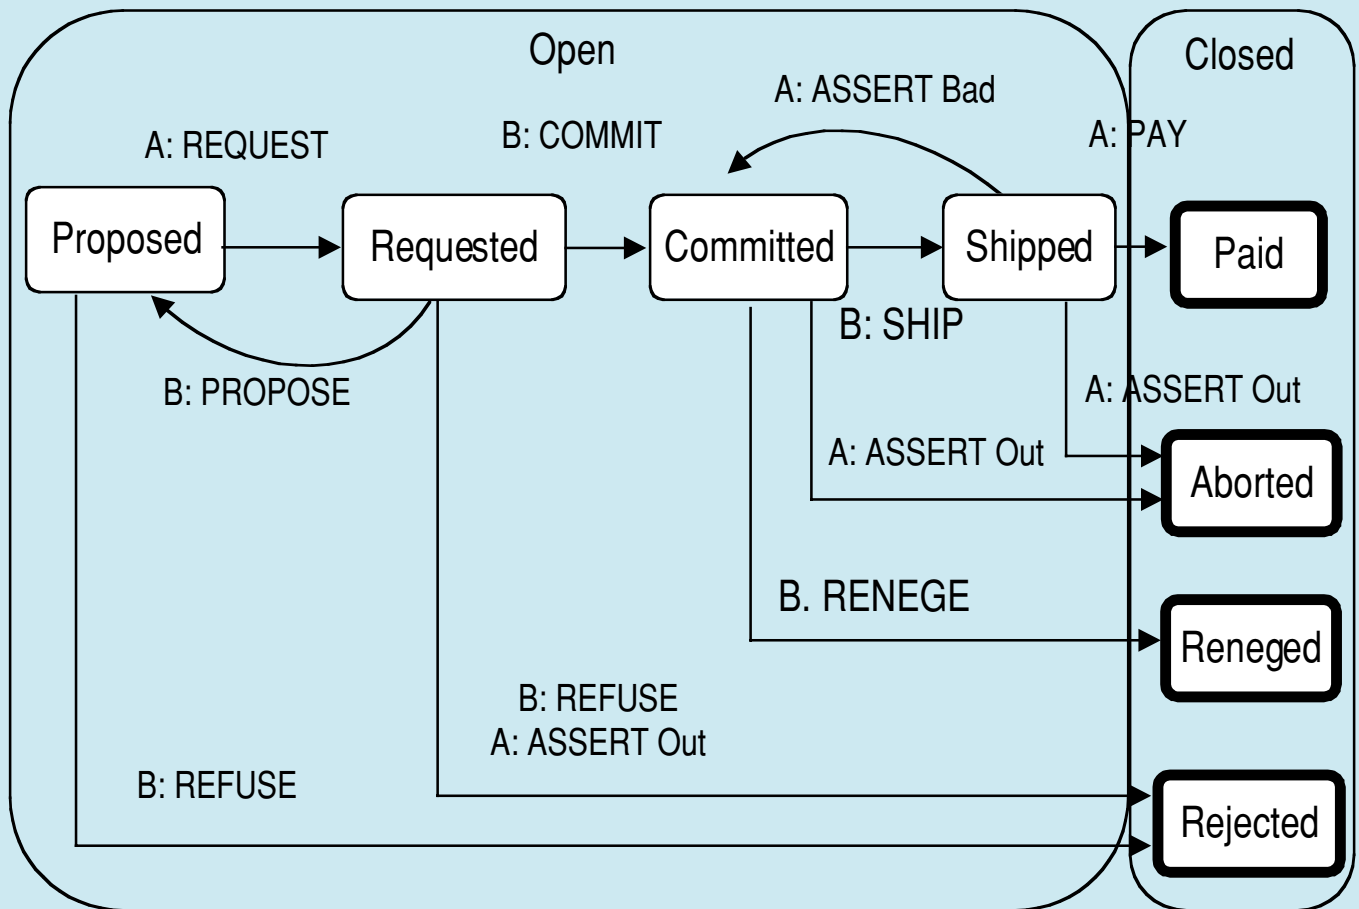 Open
Closed
A: ASSERT Bad
A: REQUEST
B: COMMIT
A: PAY
Proposed
Requested
Committed
Shipped
Paid
B: SHIP
B: PROPOSE
A: ASSERT Out
A: ASSERT Out
Aborted
B. RENEGE
Reneged
B: REFUSE
A: ASSERT Out
B: REFUSE
Rejected